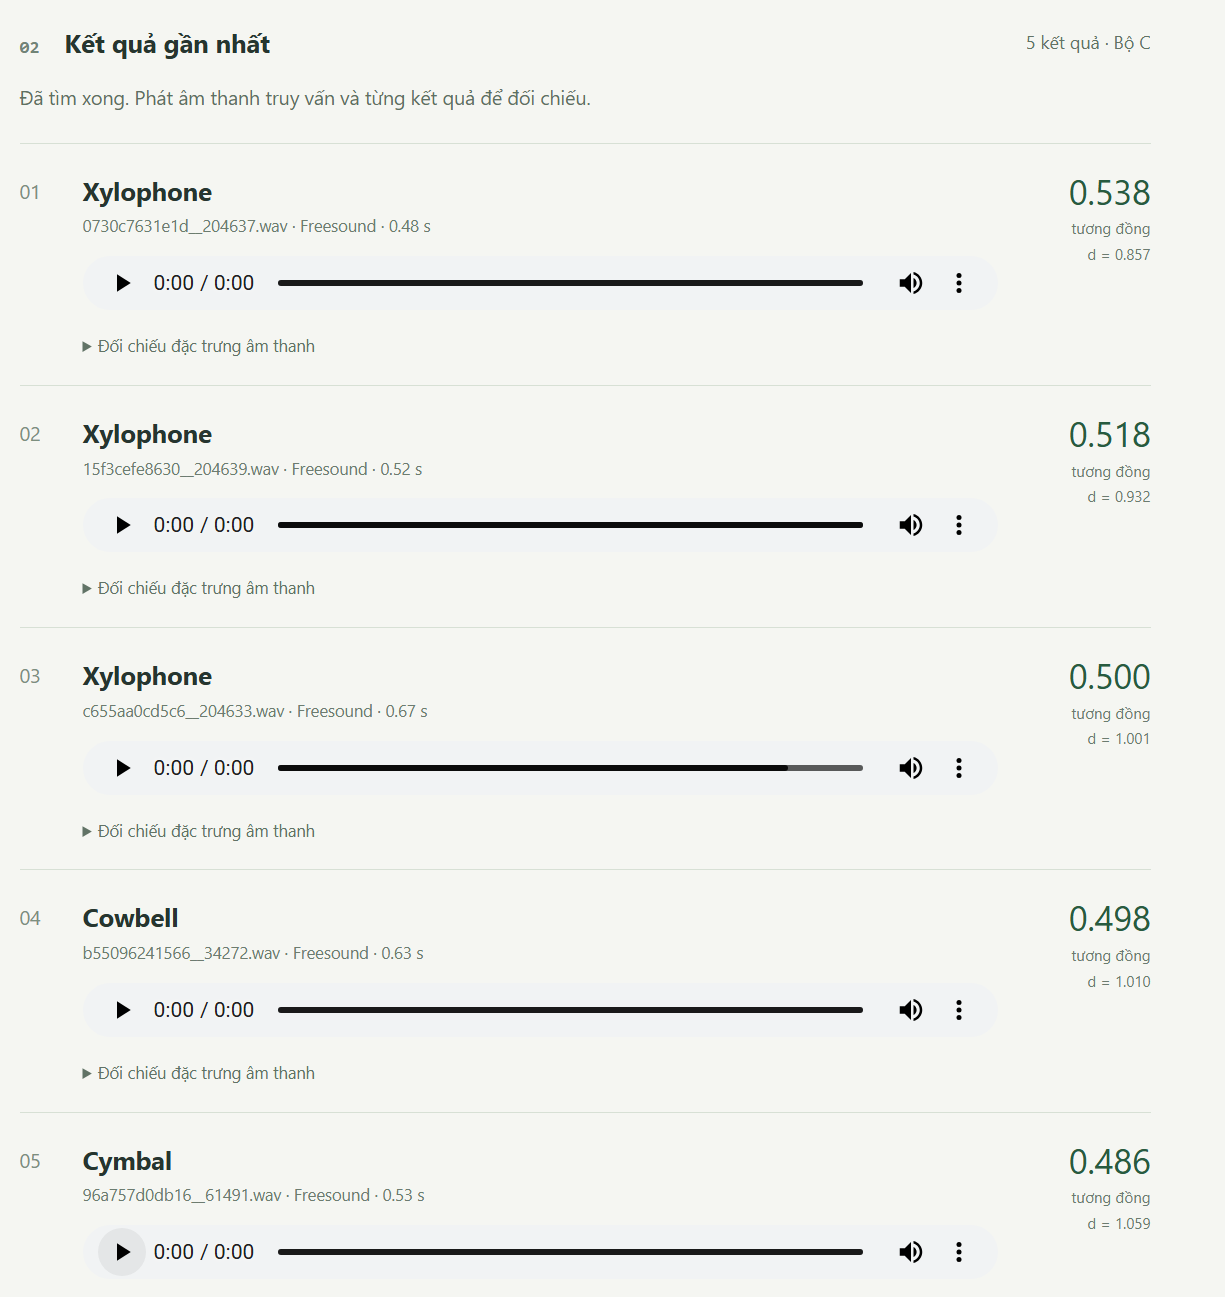 02 Kết quả gần nhất
5 kết quả · Bộ C
Đã tìm xong. Phát âm thanh truy vấn và từng kết quả để đối chiếu.
01 Xylophone 0.538
0730c7631e1d__204637.wav · Freesound · 0.48 s
tương đồng
d = 0.857
0:00 / 0:00
Đối chiếu đặc trưng âm thanh
02 Xylophone 0.518
15f3cefe8630__204639.wav · Freesound · 0.52 s
tương đồng
d = 0.932
0:00 / 0:00
Đối chiếu đặc trưng âm thanh
03 Xylophone 0.500
c655aa0cd5c6__204633.wav · Freesound · 0.67 s
tương đồng
d = 1.001
0:00 / 0:00
Đối chiếu đặc trưng âm thanh
04 Cowbell 0.498
b55096241566__34272.wav · Freesound · 0.63 s
tương đồng
d = 1.010
0:00 / 0:00
Đối chiếu đặc trưng âm thanh
05 Cymbal 0.486
96a757d0db16__61491.wav · Freesound · 0.53 s
tương đồng
d = 1.059
0:00 / 0:00